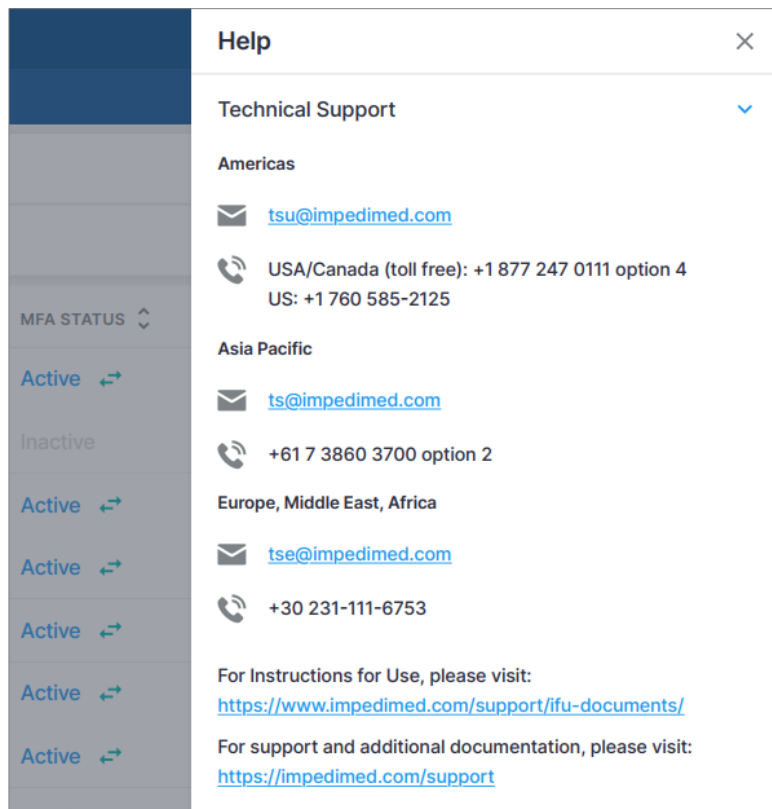 Help
Technical Support
Americas
tsu@impedimed.com
USA/Canada (toll free): +1 877 247 0111 option 4
US: +1 760 585-2125
Asia Pacific
ts@impedimed.com
+61 7 3860 3700 option 2
Europe, Middle East, Africa
tse@impedimed.com
+30 231-111-6753
For Instructions for Use, please visit:
https://www.impedimed.com/support/ifu-documents/
For support and additional documentation, please visit:
https://impedimed.com/support
MFA STATUS
Active
Inactive
Active
Active
Active
Active
Active